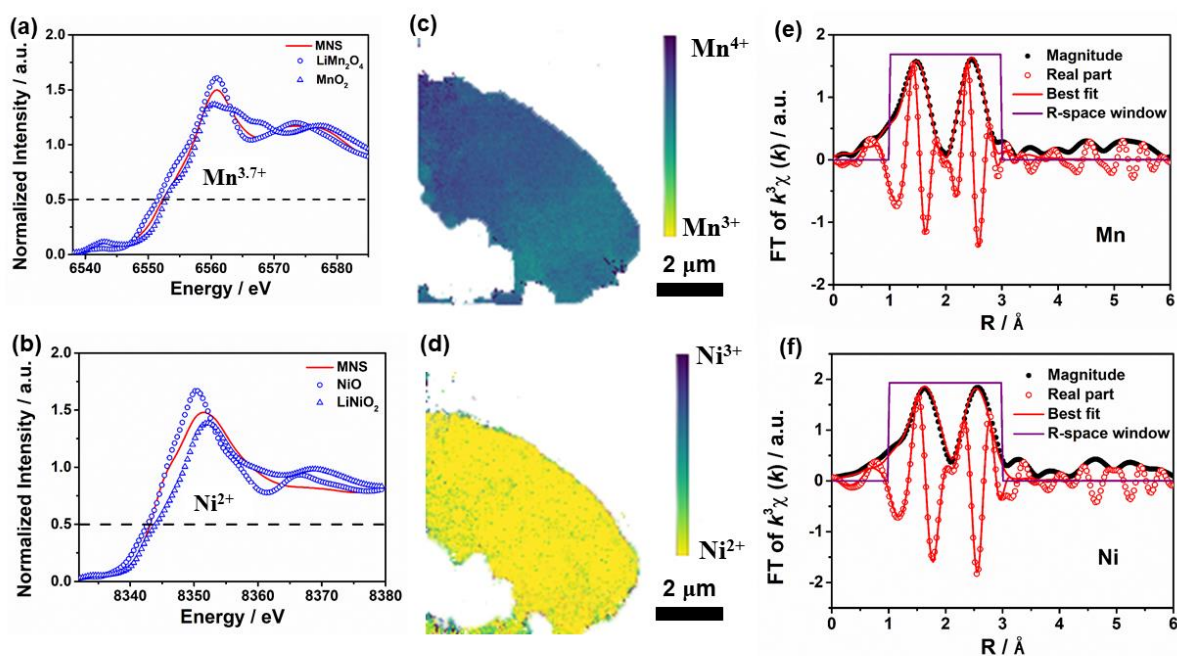 (a)
2.0
1.5
1.0
0.5
0.0
Normalized Intensity / a.u.
MNS
LiMn₂O₄
MnO₂
Mn³·⁷⁺
6540 6550 6560 6570 6580
Energy / eV
(b)
2.0
1.5
1.0
0.5
0.0
Normalized Intensity / a.u.
MNS
NiO
LiNiO₂
Ni²⁺
8340 8350 8360 8370 8380
Energy / eV
(c)
Mn⁴⁺
Mn³⁺
2 μm
(d)
Ni³⁺
Ni²⁺
2 μm
(e)
2
1
0
-1
-2
FT of k³χ (k) / a.u.
Magnitude
Real part
Best fit
R-space window
Mn
0 1 2 3 4 5 6
R / Å
(f)
2
1
0
-1
-2
FT of k³χ (k) / a.u.
Magnitude
Real part
Best fit
R-space window
Ni
0 1 2 3 4 5 6
R / Å